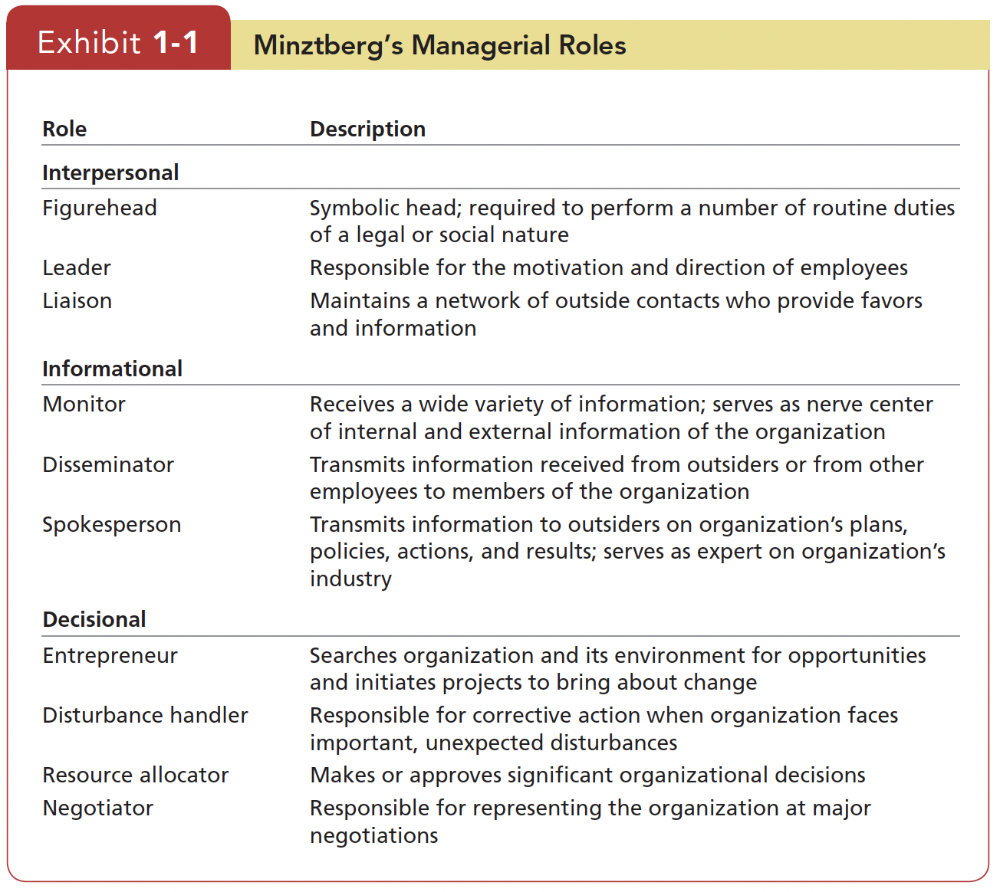 Exhibit 1-1 Minztberg's Managerial Roles
Role Description
Interpersonal
Figurehead Symbolic head; required to perform a number of routine duties
of a legal or social nature
Leader Responsible for the motivation and direction of employees
Liaison Maintains a network of outside contacts who provide favors
and information
Informational
Monitor Receives a wide variety of information; serves as nerve center
of internal and external information of the organization
Disseminator Transmits information received from outsiders or from other
employees to members of the organization
Spokesperson Transmits information to outsiders on organization's plans,
policies, actions, and results; serves as expert on organization's
industry
Decisional
Entrepreneur Searches organization and its environment for opportunities
and initiates projects to bring about change
Disturbance handler Responsible for corrective action when organization faces
important, unexpected disturbances
Resource allocator Makes or approves significant organizational decisions
Negotiator Responsible for representing the organization at major
negotiations